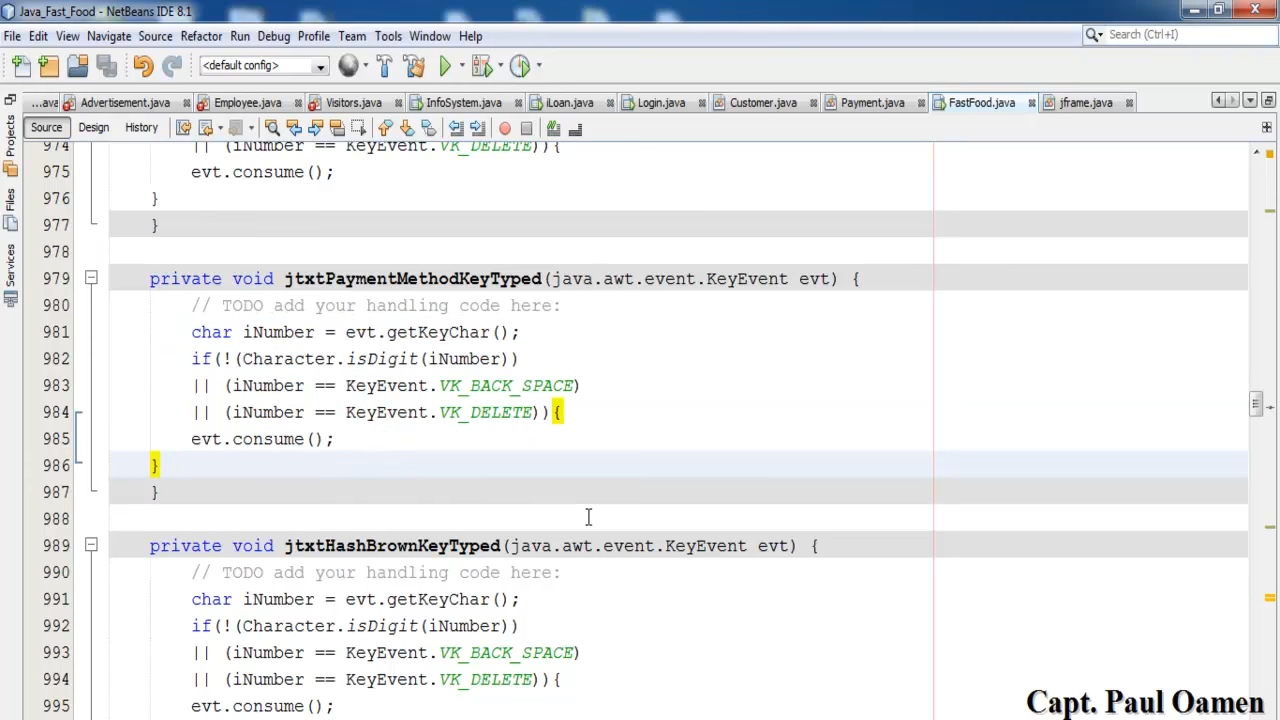 Java_Fast_Food - NetBeans IDE 8.1
File Edit View Navigate Source Refactor Run Debug Profile Team Tools Window Help
Search (Ctrl+I)
<default config>
...ava Advertisement.java Employee.java Visitors.java InfoSystem.java iLoan.java Login.java Customer.java Payment.java FastFood.java jframe.java
Source Design History
Projects
Files
Services
974 || (iNumber == KeyEvent.VK_DELETE)){
975 evt.consume();
976 }
977 }
978
979 private void jtxtPaymentMethodKeyTyped(java.awt.event.KeyEvent evt) {
980 // TODO add your handling code here:
981 char iNumber = evt.getKeyChar();
982 if(!(Character.isDigit(iNumber))
983 || (iNumber == KeyEvent.VK_BACK_SPACE)
984 || (iNumber == KeyEvent.VK_DELETE)){
985 evt.consume();
986 }
987 }
988
989 private void jtxtHashBrownKeyTyped(java.awt.event.KeyEvent evt) {
990 // TODO add your handling code here:
991 char iNumber = evt.getKeyChar();
992 if(!(Character.isDigit(iNumber))
993 || (iNumber == KeyEvent.VK_BACK_SPACE)
994 || (iNumber == KeyEvent.VK_DELETE)){
995 evt.consume();
Capt. Paul Oamen